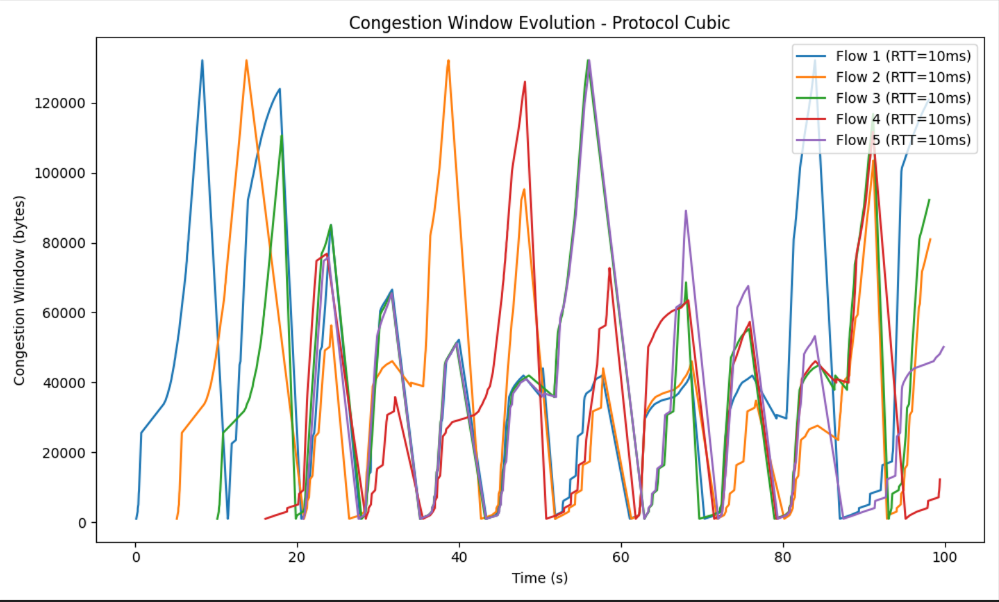 Congestion Window Evolution - Protocol Cubic
Flow 1 (RTT=10ms)
Flow 2 (RTT=10ms)
Flow 3 (RTT=10ms)
Flow 4 (RTT=10ms)
Flow 5 (RTT=10ms)
Congestion Window (bytes)
120000
100000
80000
60000
40000
20000
0
0 20 40 60 80 100
Time (s)